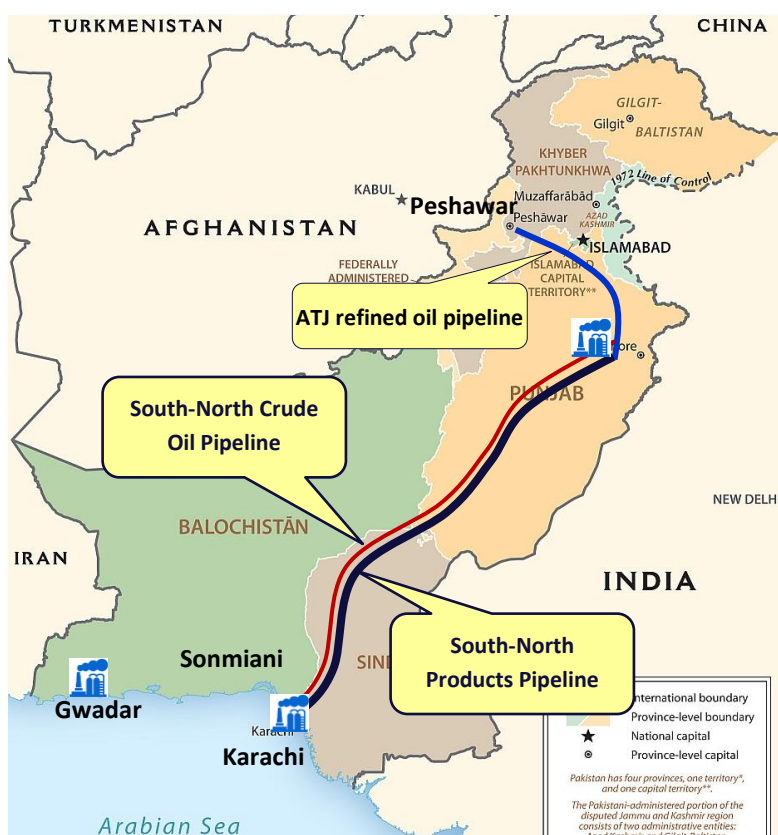 TURKMENISTAN
CHINA
GILGIT-
BALTISTAN
Gilgit
KHYBER
PAKHTUNKHWA
1972 Line of Control
KABUL
Muzaffarābād
Peshawar
Peshāwar
AZAD
KASHMIR
AFGHANISTAN
ISLAMABAD
FEDERALLY
ADMINISTERED
ISLAMABAD
CAPITAL
TERRITORY**
ATJ refined oil pipeline
ore
PUNJAB
South-North Crude
Oil Pipeline
NEW DELH
BALOCHISTĀN
IRAN
INDIA
South-North
Products Pipeline
SIN
Sonmiani
Gwadar
Karachi
Karachi
International boundary
Province-level boundary
National capital
Province-level capital
Pakistan has four provinces, one territory*,
and one capital territory**.
The Pakistani-administered portion of the
disputed Jammu and Kashmir region
consists of two administrative entities:
Arabian Sea